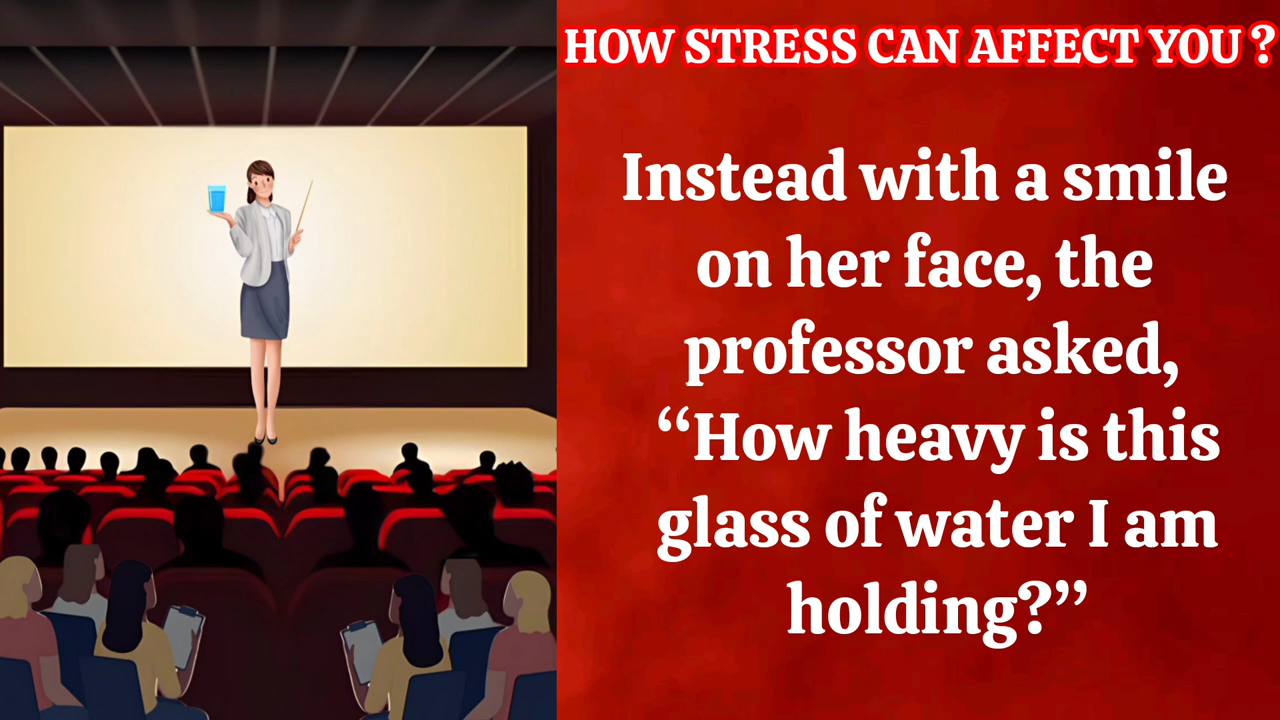 HOW STRESS CAN AFFECT YOU ?
Instead with a smile
on her face, the
professor asked,
“How heavy is this
glass of water I am
holding?”